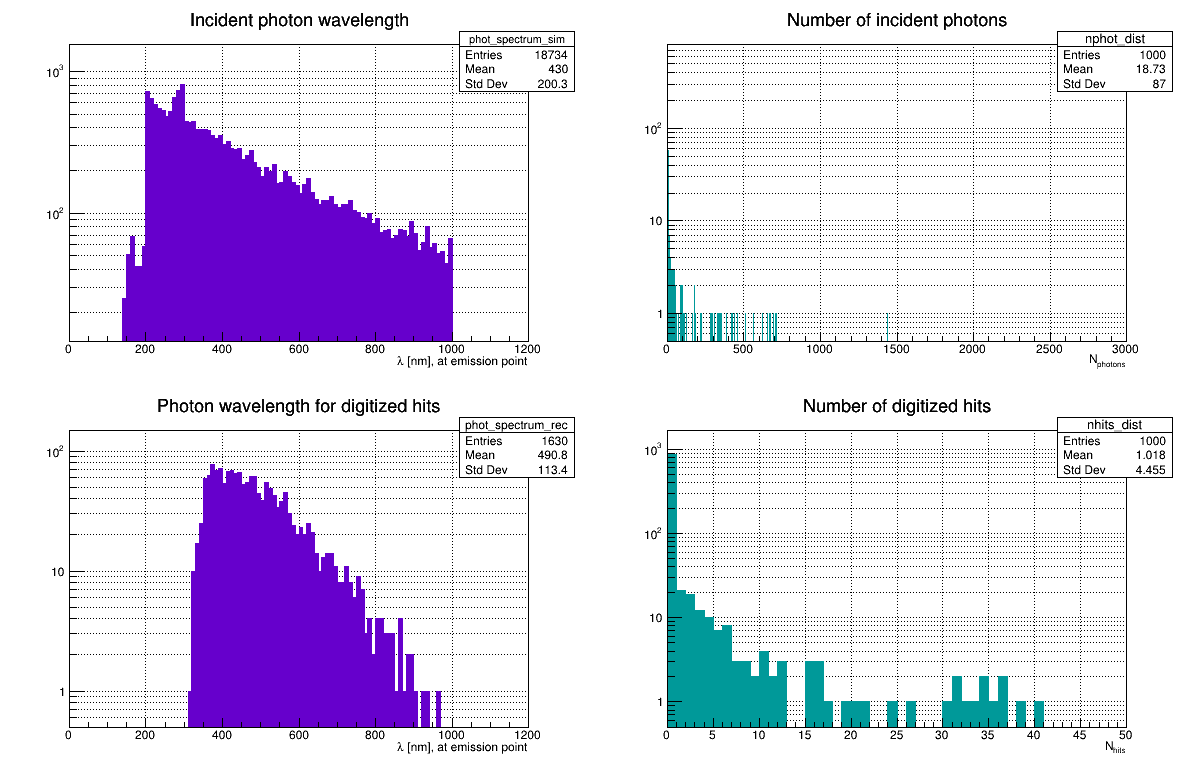 Incident photon wavelength
phot_spectrum_sim
Entries 18734
Mean 430
Std Dev 200.3
10³
10²
0 200 400 600 800 1000 1200
λ [nm], at emission point
Number of incident photons
nphot_dist
Entries 1000
Mean 18.73
Std Dev 87
10²
10
1
0 500 1000 1500 2000 2500 3000
N_photons
Photon wavelength for digitized hits
phot_spectrum_rec
Entries 1630
Mean 490.8
Std Dev 113.4
10²
10
1
0 200 400 600 800 1000 1200
λ [nm], at emission point
Number of digitized hits
nhits_dist
Entries 1000
Mean 1.018
Std Dev 4.455
10³
10²
10
1
0 5 10 15 20 25 30 35 40 45 50
N_hits